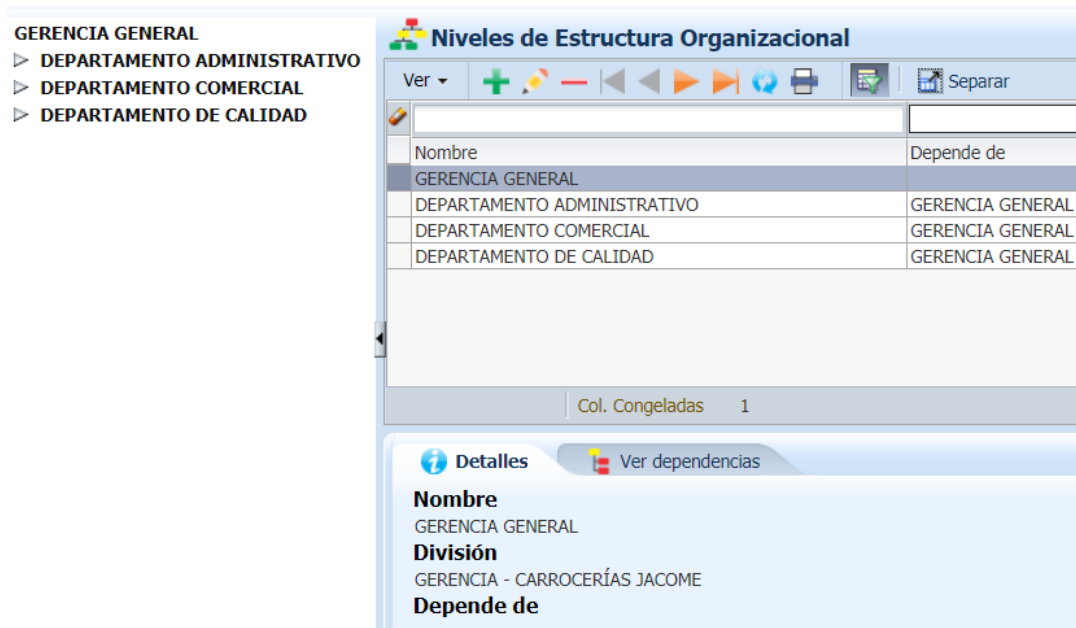 GERENCIA GENERAL
DEPARTAMENTO ADMINISTRATIVO
DEPARTAMENTO COMERCIAL
DEPARTAMENTO DE CALIDAD
Niveles de Estructura Organizacional
Ver Separar
Nombre Depende de
GERENCIA GENERAL
DEPARTAMENTO ADMINISTRATIVO GERENCIA GENERAL
DEPARTAMENTO COMERCIAL GERENCIA GENERAL
DEPARTAMENTO DE CALIDAD GERENCIA GENERAL
Col. Congeladas 1
Detalles Ver dependencias
Nombre
GERENCIA GENERAL
División
GERENCIA - CARROCERÍAS JACOME
Depende de